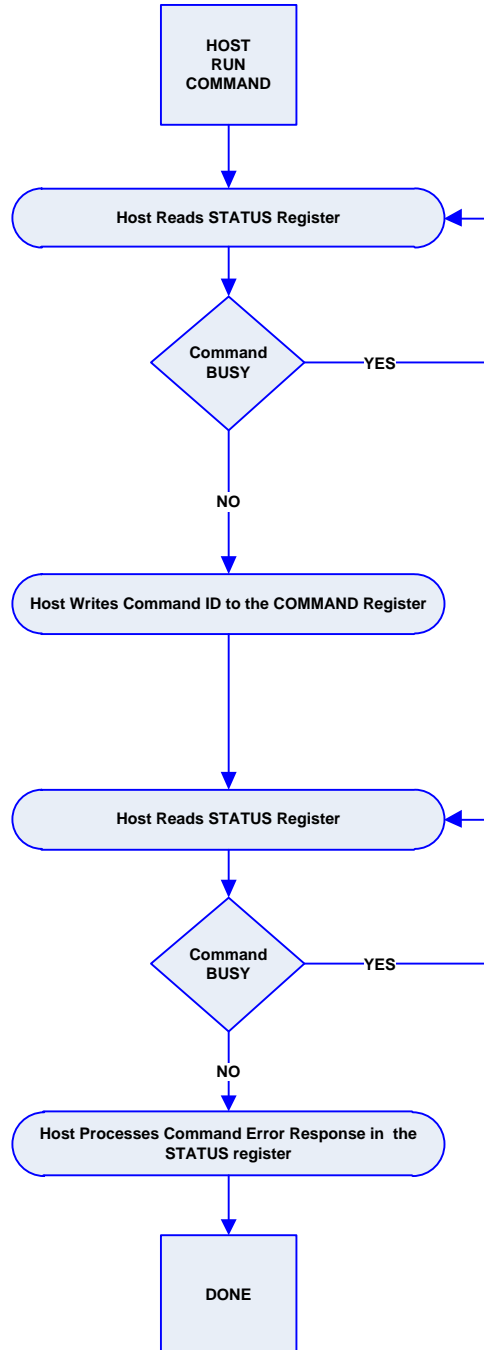 HOST
RUN
COMMAND
Host Reads STATUS Register
Command
BUSY
YES
NO
Host Writes Command ID to the COMMAND Register
Host Reads STATUS Register
Command
BUSY
YES
NO
Host Processes Command Error Response in  the
STATUS register
DONE